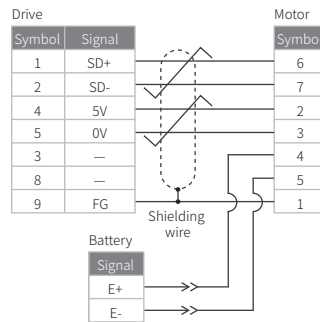 Drive
Motor
Symbol Signal
Symbo
1 SD+ 6
2 SD- 7
4 5V 2
5 0V 3
3 — 4
8 — 5
9 FG 1
Shielding
wire
Battery
Signal
E+
E-